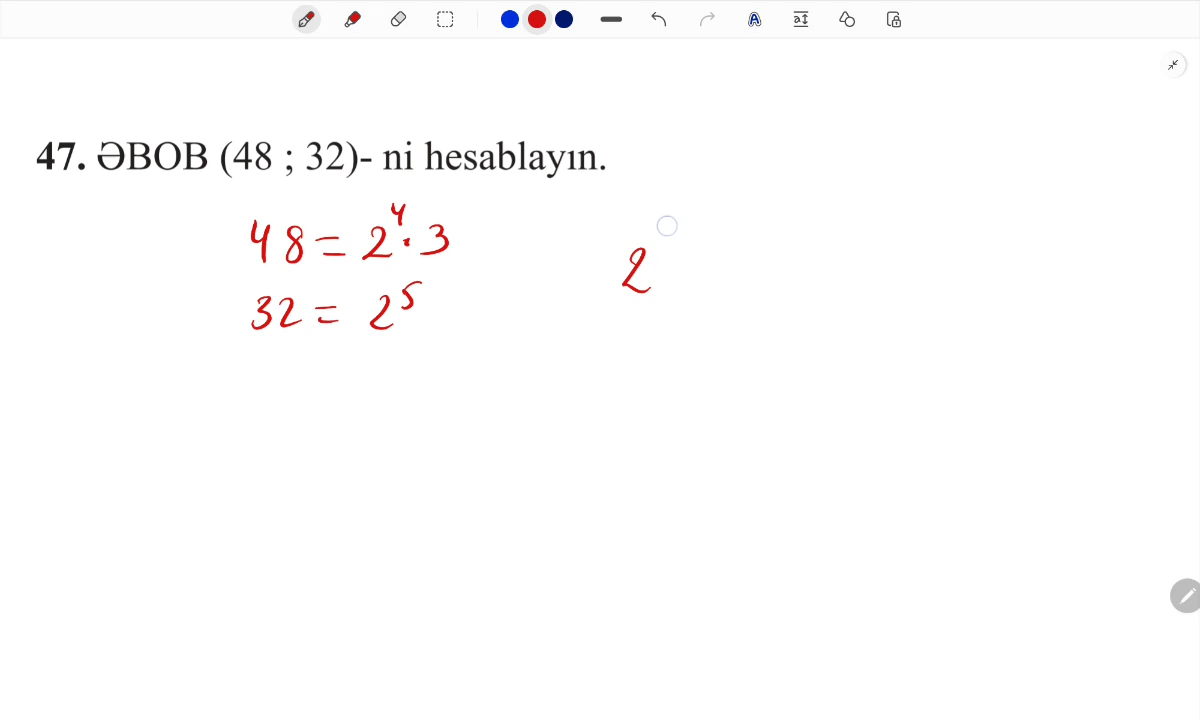 47. ƏBOB (48 ; 32)- ni hesablayın.
48 = 2⁴ · 3
2
32 = 2⁵